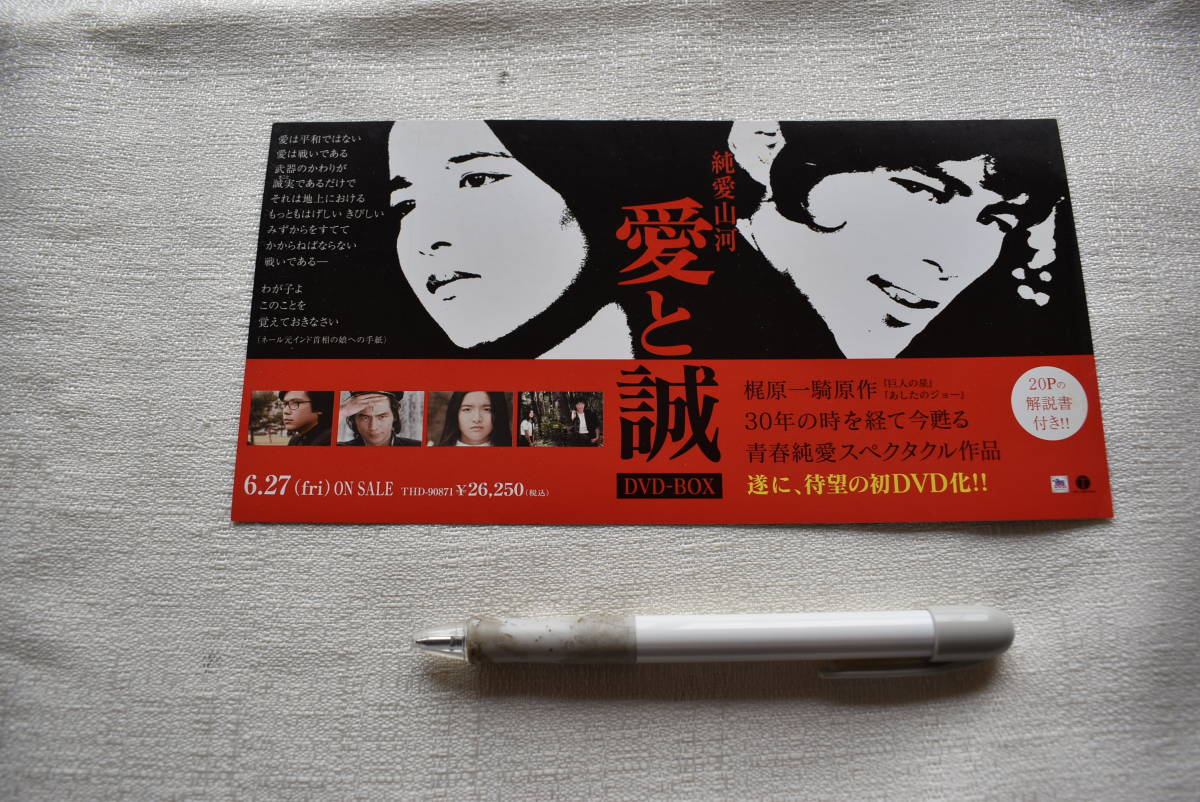 愛は平和ではない
愛は戦いである
武器のかわりが
誠実であるだけで
それは地上における
もっともはげしい きびしい
みずからをすてて
かからねばならない
戦いである―
わが子よ
このことを
覚えておきなさい
(ネール元インド首相の娘への手紙)
純愛山河
愛と誠
DVD-BOX
6.27(fri) ON SALE THD-90871 ¥26,250(税込)
梶原一騎原作『巨人の星』『あしたのジョー』
30年の時を経て今甦る
青春純愛スペクタクル作品
遂に、待望の初DVD化!!
20Pの
解説書
付き!!